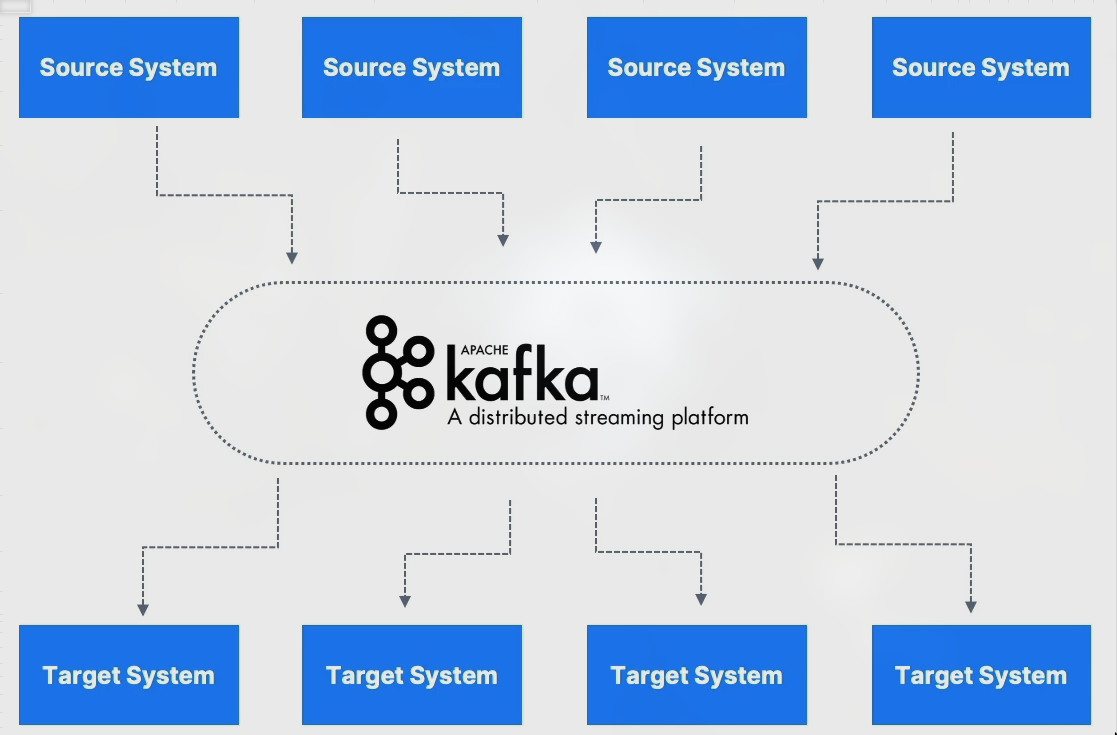 Source System
Source System
Source System
Source System
APACHE
kafka™
A distributed streaming platform
Target System
Target System
Target System
Target System